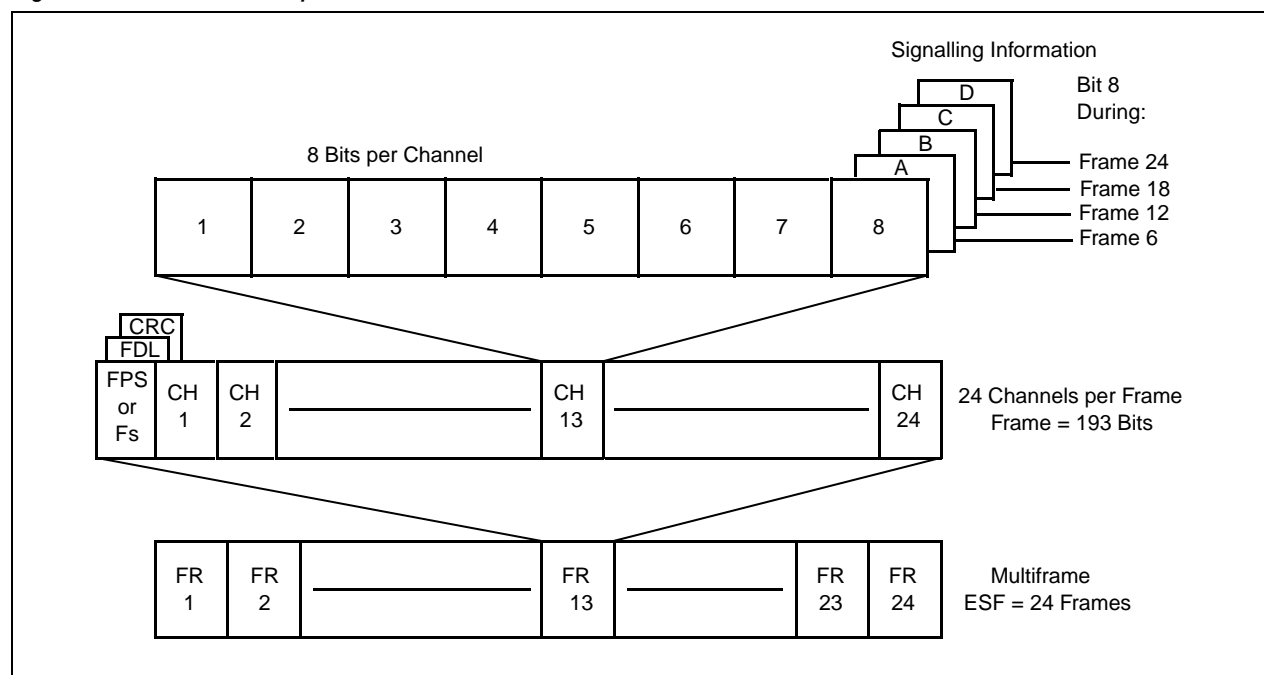 Signalling Information
Bit 8
During:
D
C
B
A
Frame 24
Frame 18
Frame 12
Frame 6
8 Bits per Channel
1 2 3 4 5 6 7 8
CRC
FDL
FPS
or
Fs
CH
1
CH
2
CH
13
CH
24
24 Channels per Frame
Frame = 193 Bits
FR
1
FR
2
FR
13
FR
23
FR
24
Multiframe
ESF = 24 Frames